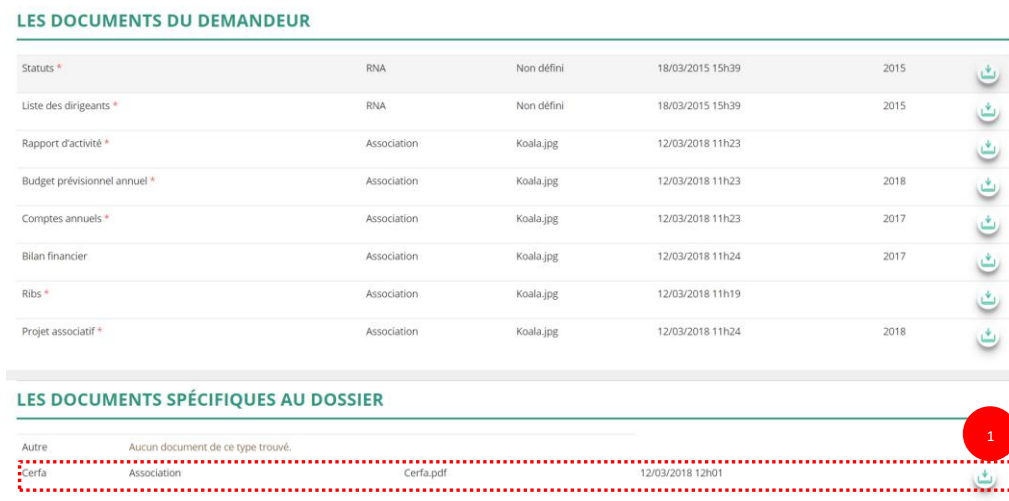 LES DOCUMENTS DU DEMANDEUR
Statuts * RNA Non défini 18/03/2015 15h39 2015
Liste des dirigeants * RNA Non défini 18/03/2015 15h39 2015
Rapport d'activité * Association Koala.jpg 12/03/2018 11h23
Budget prévisionnel annuel * Association Koala.jpg 12/03/2018 11h23 2018
Comptes annuels * Association Koala.jpg 12/03/2018 11h23 2017
Bilan financier Association Koala.jpg 12/03/2018 11h24 2017
Ribs * Association Koala.jpg 12/03/2018 11h19
Projet associatif * Association Koala.jpg 12/03/2018 11h24 2018
LES DOCUMENTS SPÉCIFIQUES AU DOSSIER
1
Autre Aucun document de ce type trouvé.
Cerfa Association Cerfa.pdf 12/03/2018 12h01